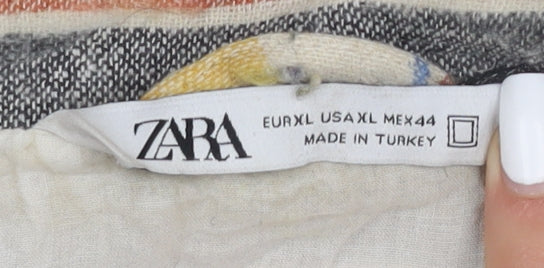 ZARA
EUR XL USA XL MEX 44
MADE IN TURKEY